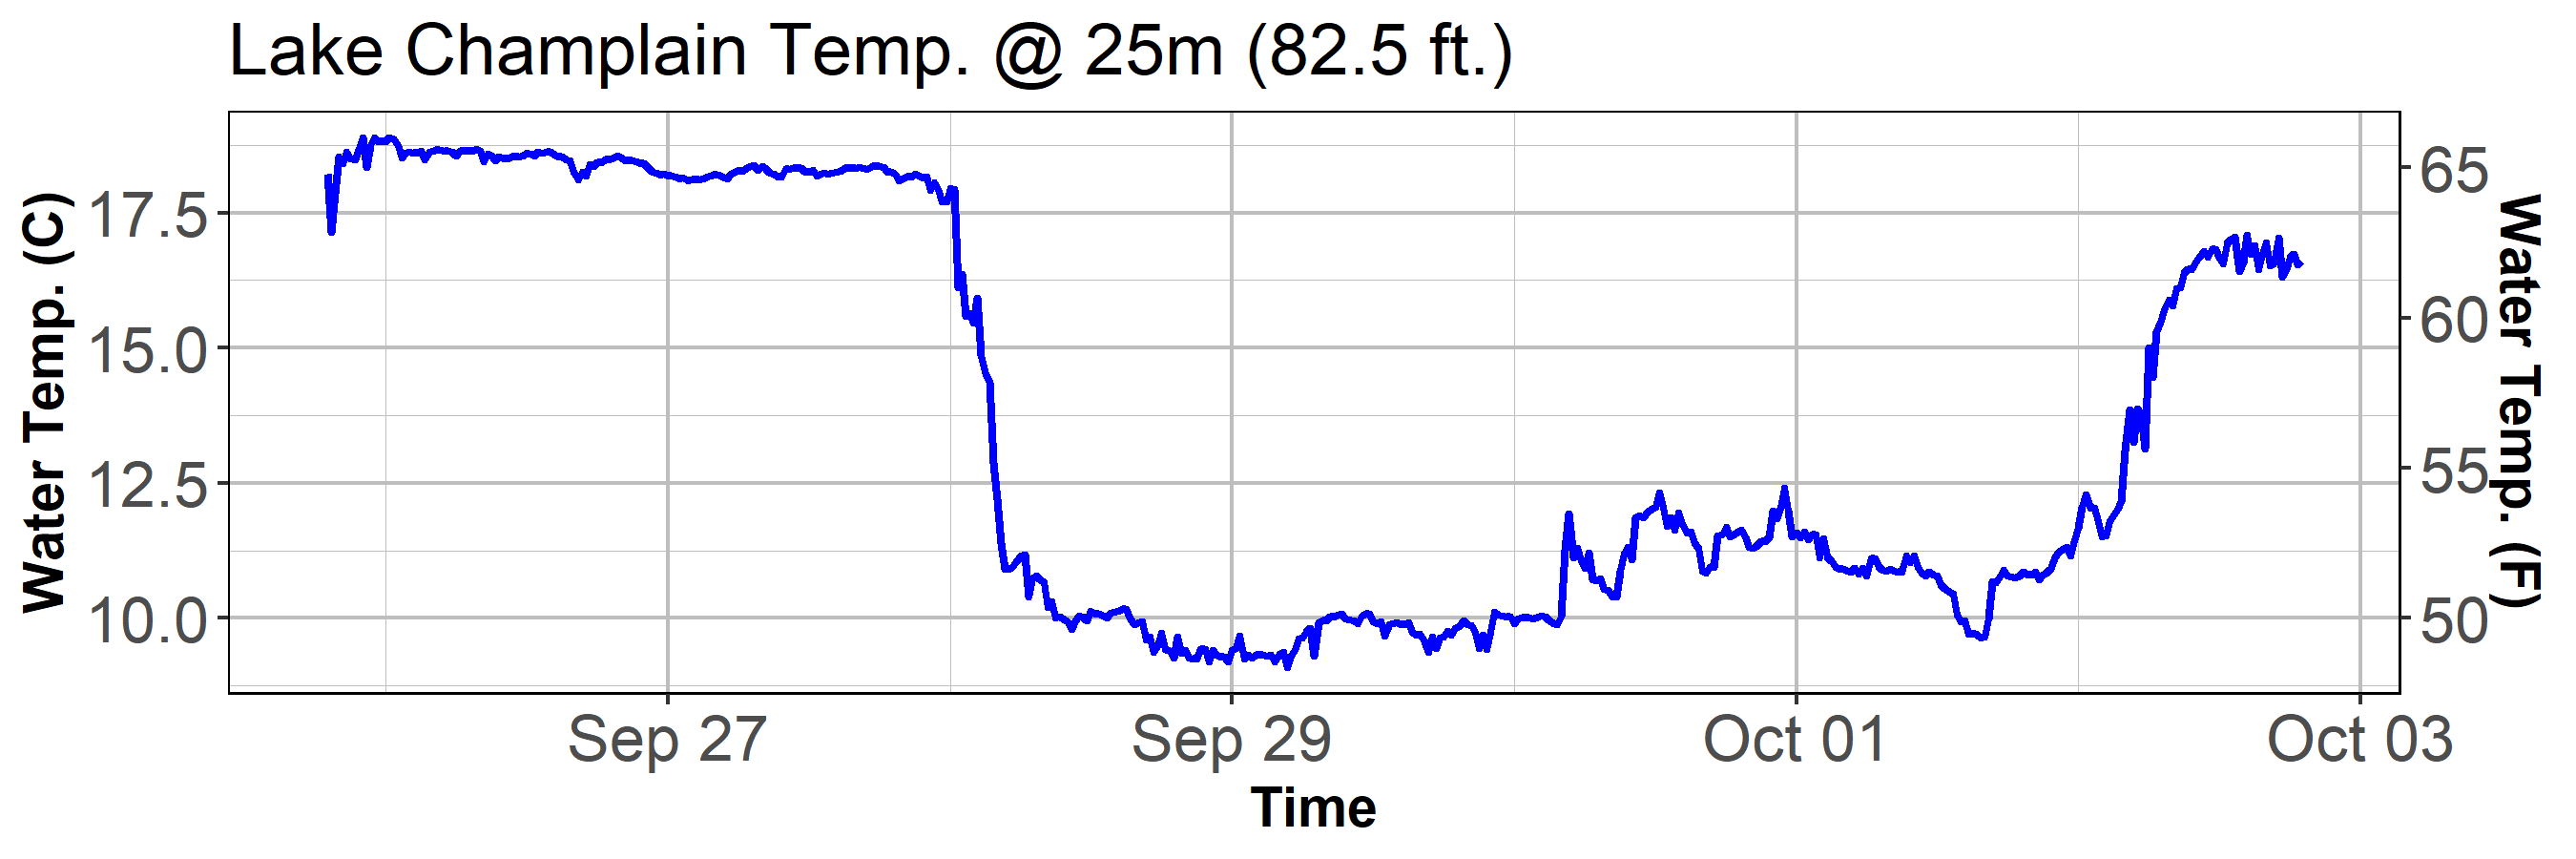 Lake Champlain Temp. @ 25m (82.5 ft.)
Water Temp. (C)
17.5
15.0
12.5
10.0
65
60
55
50
Water Temp. (F)
Sep 27
Sep 29
Oct 01
Oct 03
Time